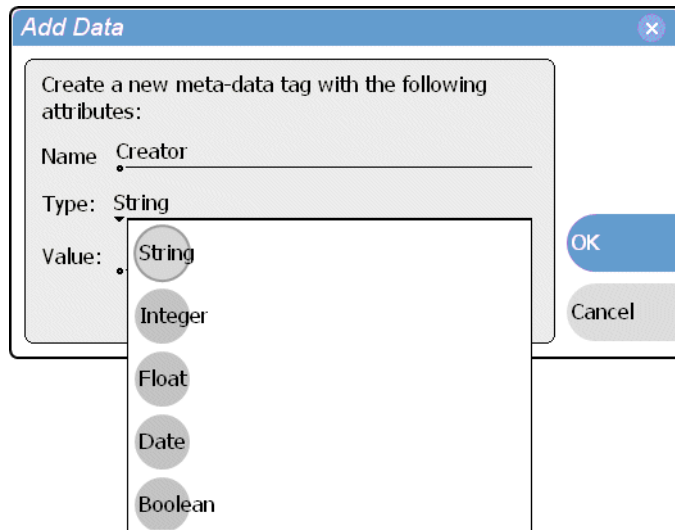 Add Data
Create a new meta-data tag with the following
attributes:
Name Creator
Type: String
Value:
String
Integer
Float
Date
Boolean
OK
Cancel